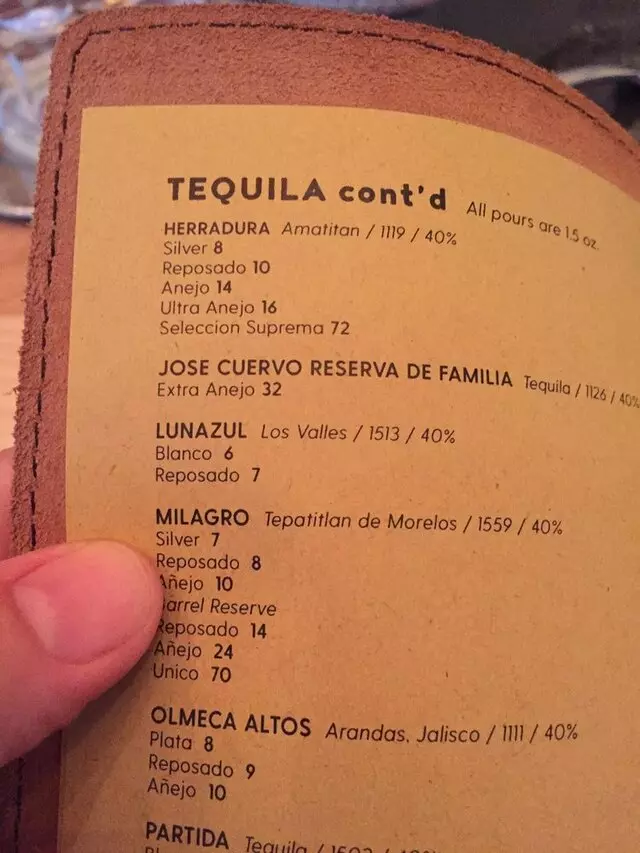 TEQUILA cont'd All pours are 1.5 oz.
HERRADURA Amatitan / 1119 / 40%
Silver 8
Reposado 10
Anejo 14
Ultra Anejo 16
Seleccion Suprema 72
JOSE CUERVO RESERVA DE FAMILIA Tequila / 1126 / 40%
Extra Anejo 32
LUNAZUL Los Valles / 1513 / 40%
Blanco 6
Reposado 7
MILAGRO Tepatitlan de Morelos / 1559 / 40%
Silver 7
Reposado 8
Añejo 10
Barrel Reserve
Reposado 14
Añejo 24
Unico 70
OLMECA ALTOS Arandas, Jalisco / 1111 / 40%
Plata 8
Reposado 9
Añejo 10
PARTIDA Tequila /